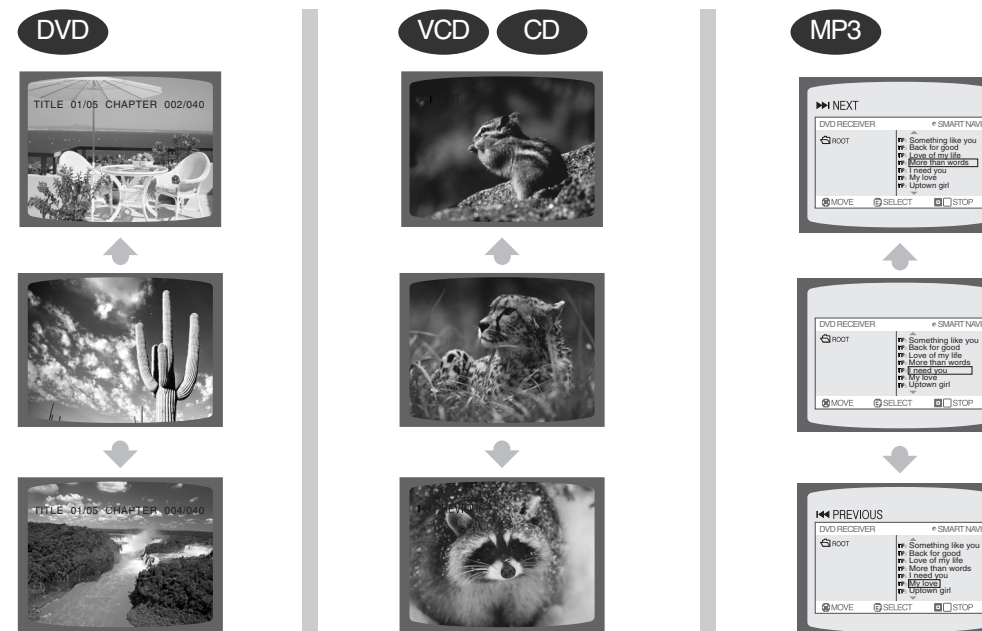 DVD
TITLE 01/05 CHAPTER 002/040
TITLE 01/05 CHAPTER 004/040
VCD CD
MP3
NEXT
DVD RECEIVER SMART NAVI
ROOT
Something like you
Back for good
Love of my life
More than words
I need you
My love
Uptown girl
MOVE SELECT STOP
DVD RECEIVER SMART NAVI
ROOT
Something like you
Back for good
Love of my life
More than words
I need you
My love
Uptown girl
MOVE SELECT STOP
PREVIOUS
DVD RECEIVER SMART NAVI
ROOT
Something like you
Back for good
Love of my life
More than words
I need you
My love
Uptown girl
MOVE SELECT STOP